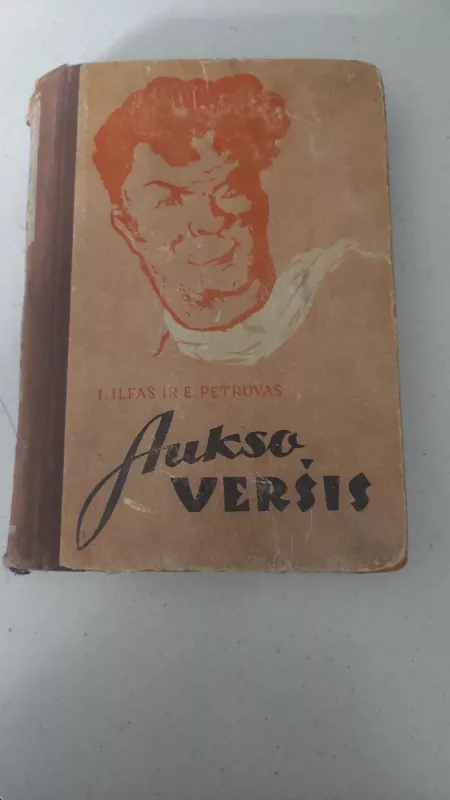 I. ILFAS IR E. PETROVAS
Aukso
VERŠIS